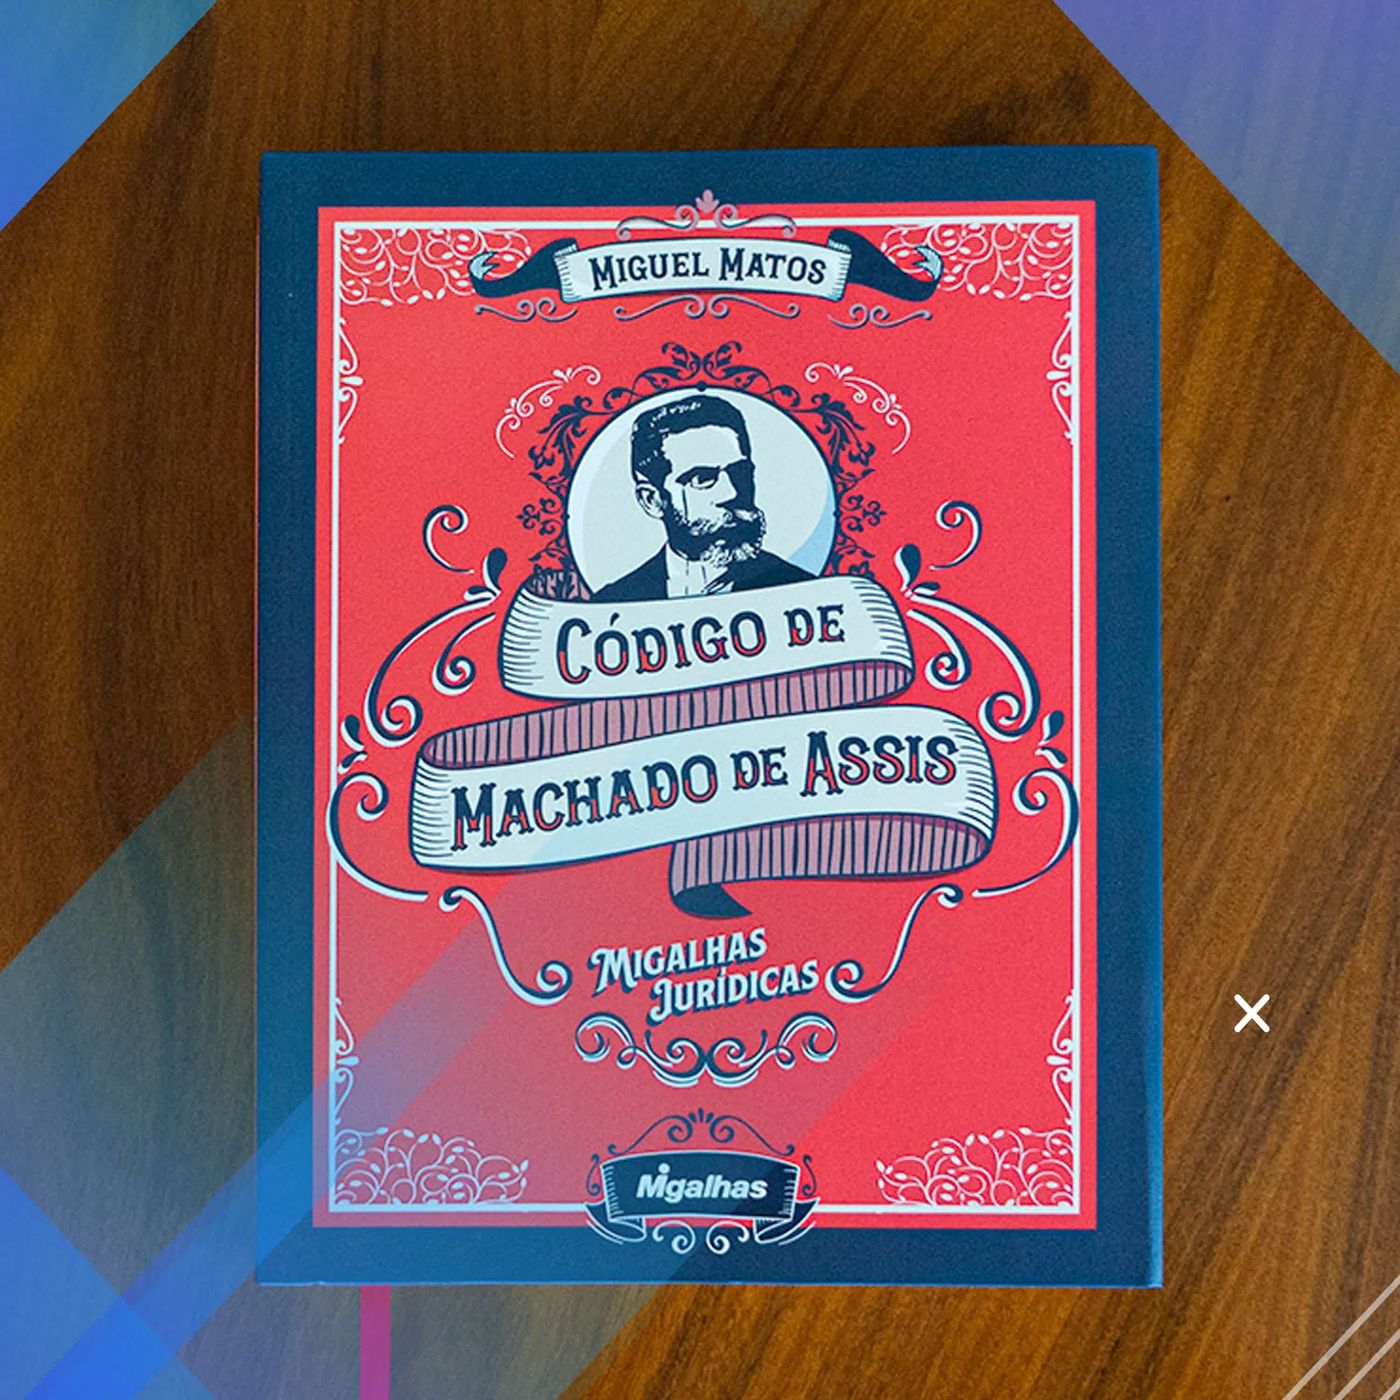 MIGUEL MATOS
CÓDIGO DE
MACHADO DE ASSIS
MIGALHAS
JURÍDICAS
Migalhas